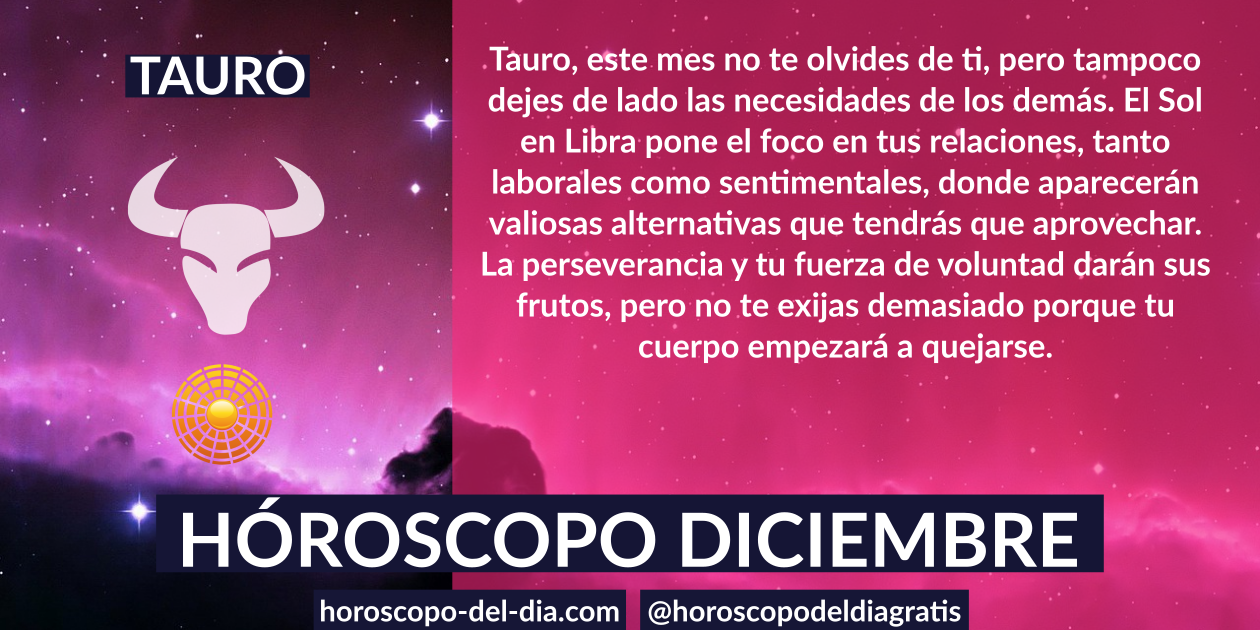 TAURO
Tauro, este mes no te olvides de ti, pero tampoco
dejes de lado las necesidades de los demás. El Sol
en Libra pone el foco en tus relaciones, tanto
laborales como sentimentales, donde aparecerán
valiosas alternativas que tendrás que aprovechar.
La perseverancia y tu fuerza de voluntad darán sus
frutos, pero no te exijas demasiado porque tu
cuerpo empezará a quejarse.
HÓROSCOPO DICIEMBRE
horoscopo-del-dia.com
@horoscopodeldiagratis